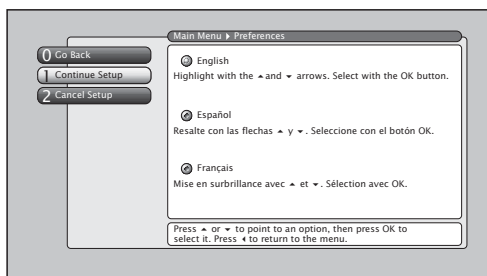 Main Menu ▶ Preferences
0 Go Back
1 Continue Setup
2 Cancel Setup
English
Highlight with the ▲ and ▼ arrows. Select with the OK button.
Español
Resalte con las flechas ▲ y ▼. Seleccione con el botón OK.
Français
Mise en surbrillance avec ▲ et ▼. Sélection avec OK.
Press ▲ or ▼ to point to an option, then press OK to
select it. Press ◀ to return to the menu.